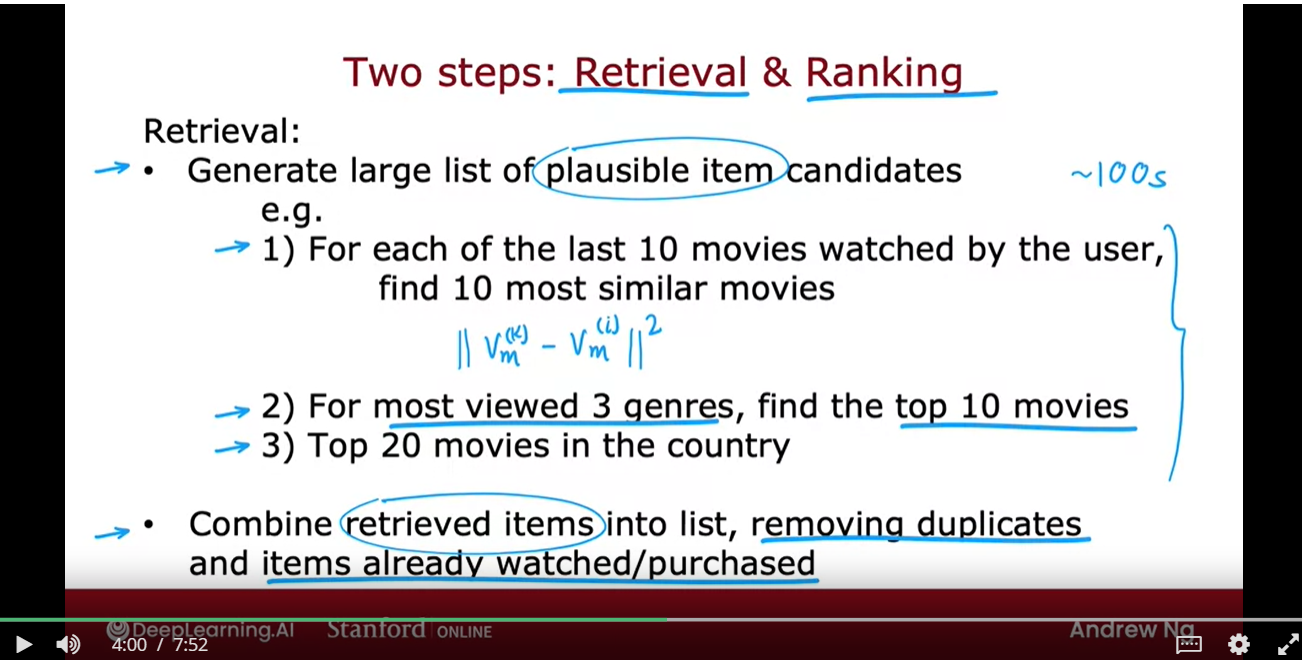 Two steps: Retrieval & Ranking
Retrieval:
• Generate large list of plausible item candidates ~100s
e.g.
1) For each of the last 10 movies watched by the user,
find 10 most similar movies
|| Vm^(k) - Vm^(i) ||^2
2) For most viewed 3 genres, find the top 10 movies
3) Top 20 movies in the country
• Combine retrieved items into list, removing duplicates
and items already watched/purchased
DeepLearning.AI Stanford ONLINE Andrew Ng
4:00 / 7:52